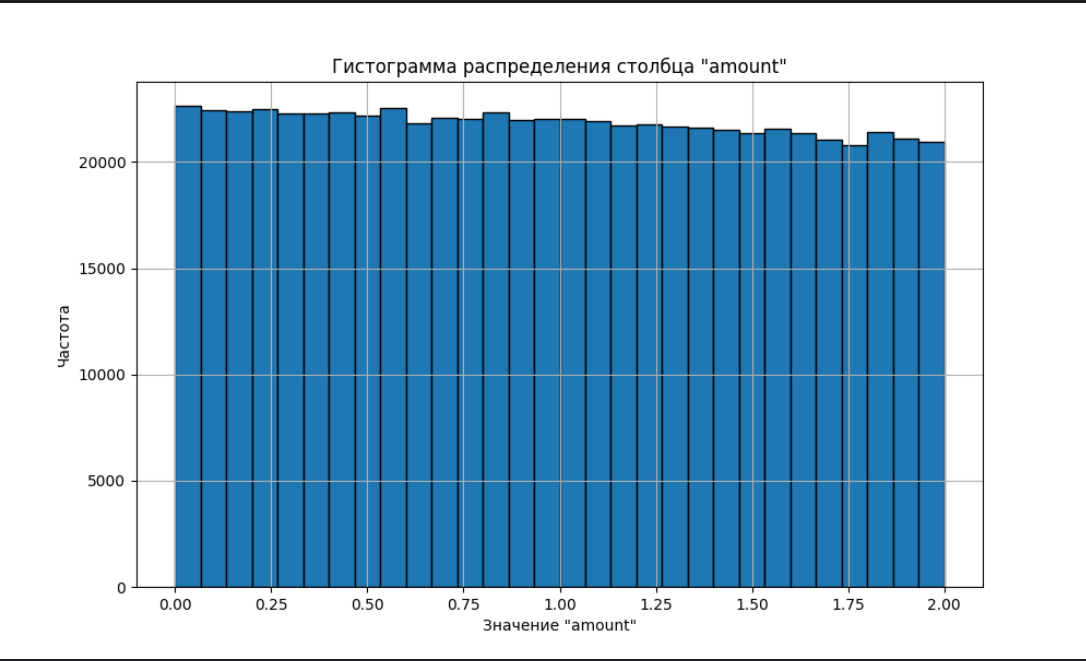 Гистограмма распределения столбца "amount"
Частота
20000
15000
10000
5000
0
0.00 0.25 0.50 0.75 1.00 1.25 1.50 1.75 2.00
Значение "amount"